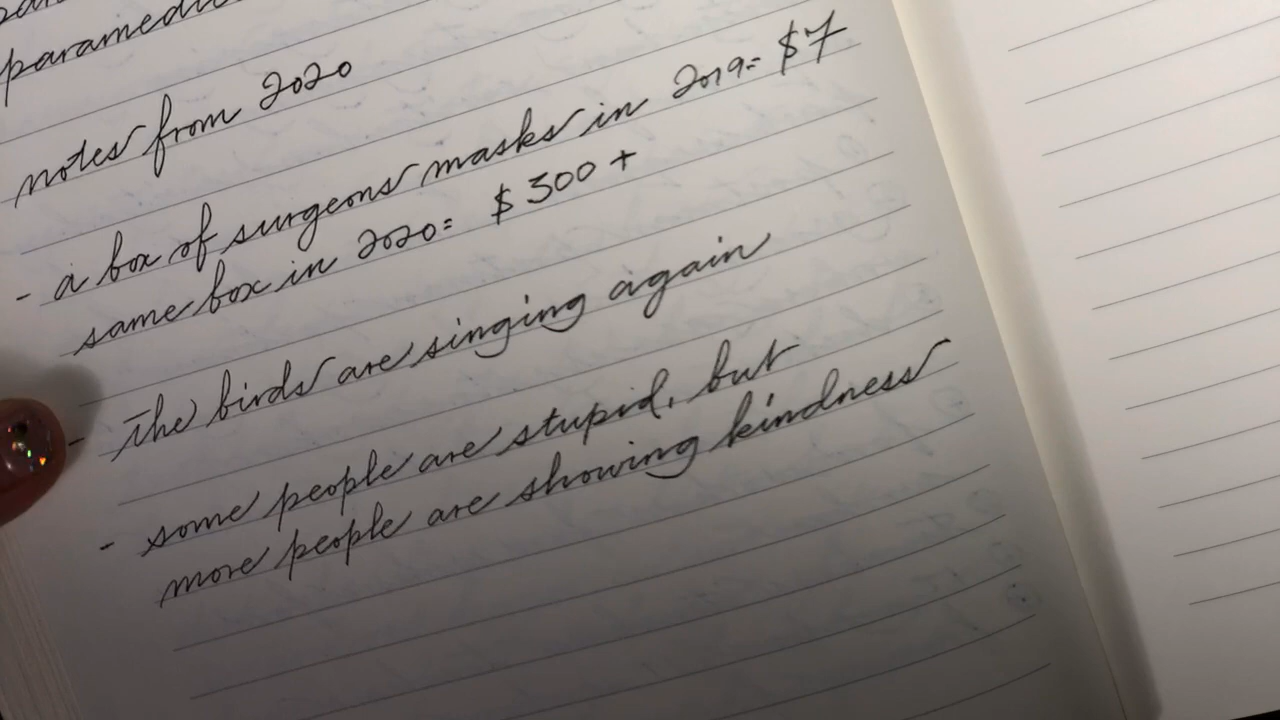 paramedi
notes from 2020
- a box of surgeons masks in 2019= $7
same box in 2020= $300+
- the birds are singing again
- some people are stupid, but
more people are showing kindness